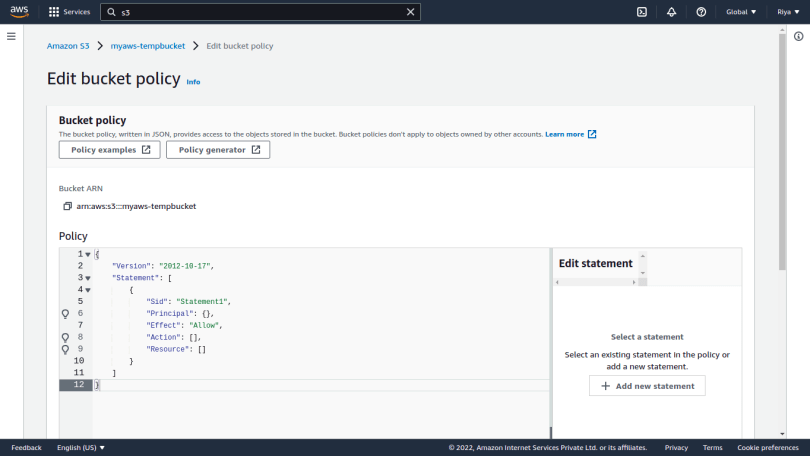 aws Services s3 Global ▼ Riya ▼
Amazon S3 > myaws-tempbucket > Edit bucket policy
Edit bucket policy Info
Bucket policy
The bucket policy, written in JSON, provides access to the objects stored in the bucket. Bucket policies don't apply to objects owned by other accounts. Learn more
Policy examples Policy generator
Bucket ARN
arn:aws:s3:::myaws-tempbucket
Policy
1 {
2 "Version": "2012-10-17",
3 "Statement": [
4 {
5 "Sid": "Statement1",
6 "Principal": {},
7 "Effect": "Allow",
8 "Action": [],
9 "Resource": []
10 }
11 ]
12 }
Edit statement
Select a statement
Select an existing statement in the policy or
add a new statement.
+ Add new statement
Feedback English (US) ▼ © 2022, Amazon Internet Services Private Ltd. or its affiliates. Privacy Terms Cookie preferences